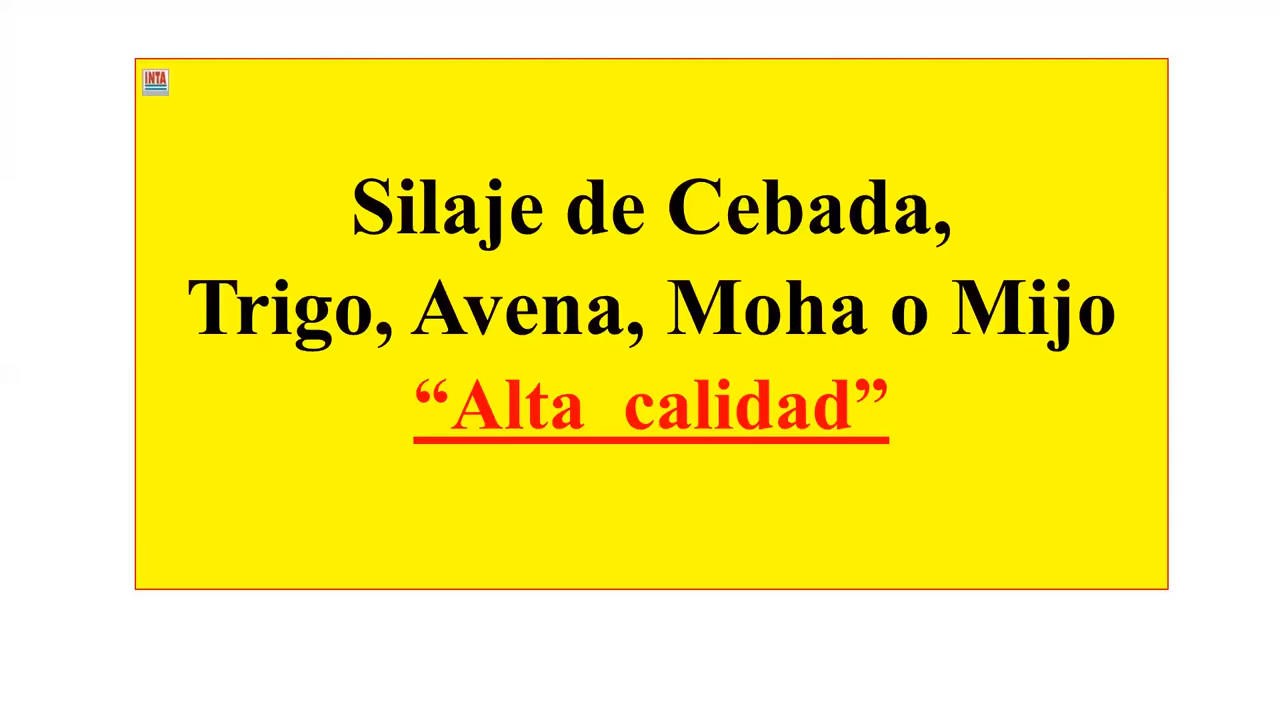 INTA
Silaje de Cebada,
Trigo, Avena, Moha o Mijo
“Alta calidad”